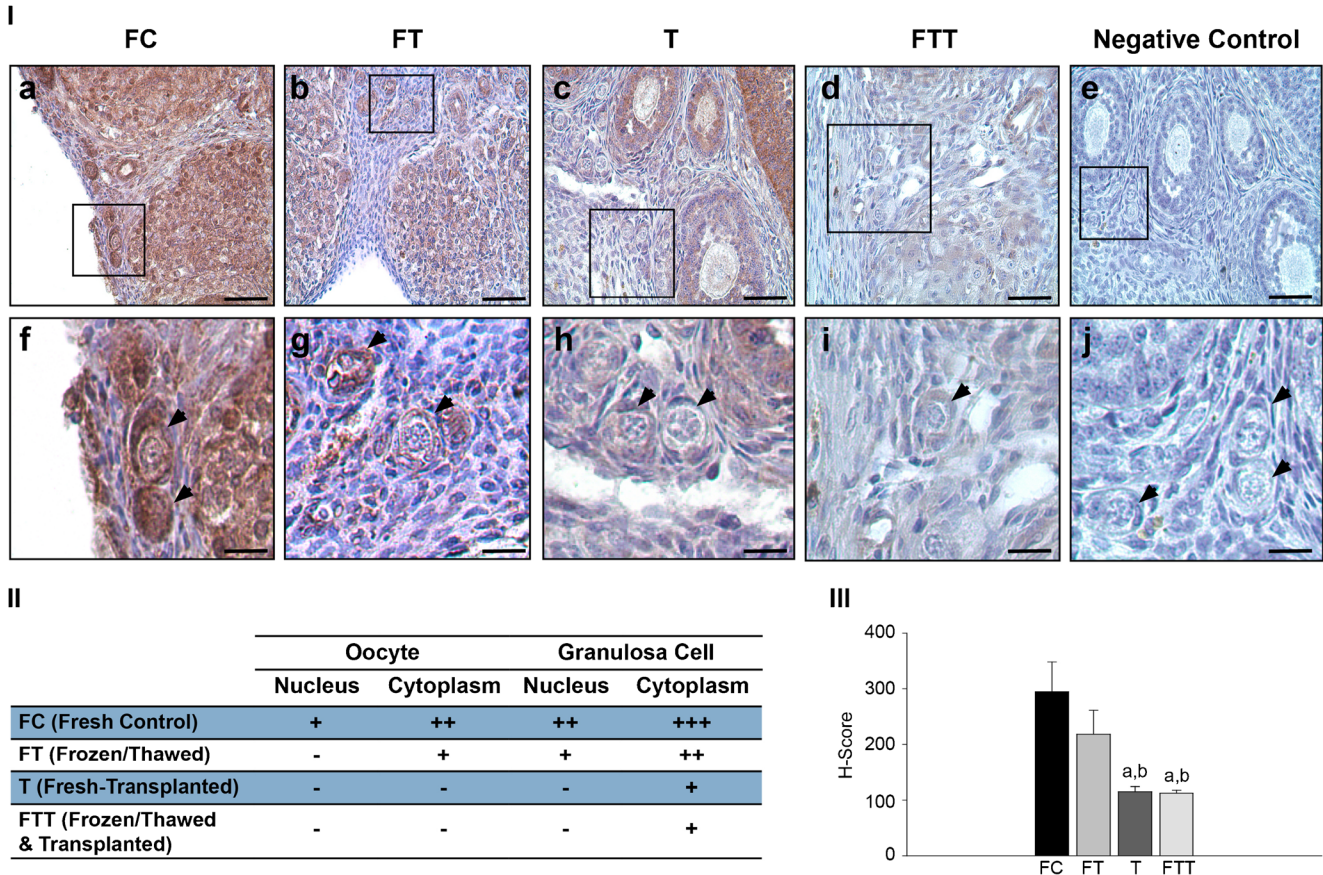 I
FC FT T FTT Negative Control
a b c d e
f g h i j
II
Oocyte Granulosa Cell
Nucleus Cytoplasm Nucleus Cytoplasm
FC (Fresh Control) + ++ ++ +++
FT (Frozen/Thawed) - + + ++
T (Fresh-Transplanted) - - - +
FTT (Frozen/Thawed
& Transplanted) - - - +
III
H-Score
400
300
200
100
0
a,b a,b
FC FT T FTT